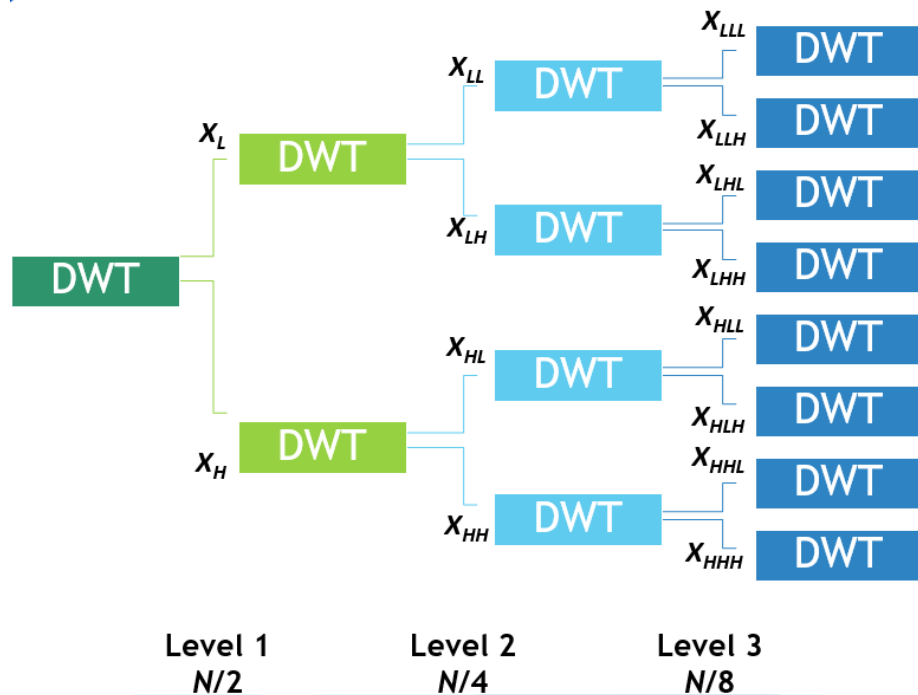 X_LLL
DWT
X_LL
DWT
X_LLH
DWT
X_L
DWT
X_LHL
DWT
X_LH
DWT
X_LHH
DWT
DWT
X_HLL
DWT
X_HL
DWT
X_HLH
DWT
X_H
DWT
X_HHL
DWT
X_HH
DWT
X_HHH
DWT
Level 1
N/2
Level 2
N/4
Level 3
N/8